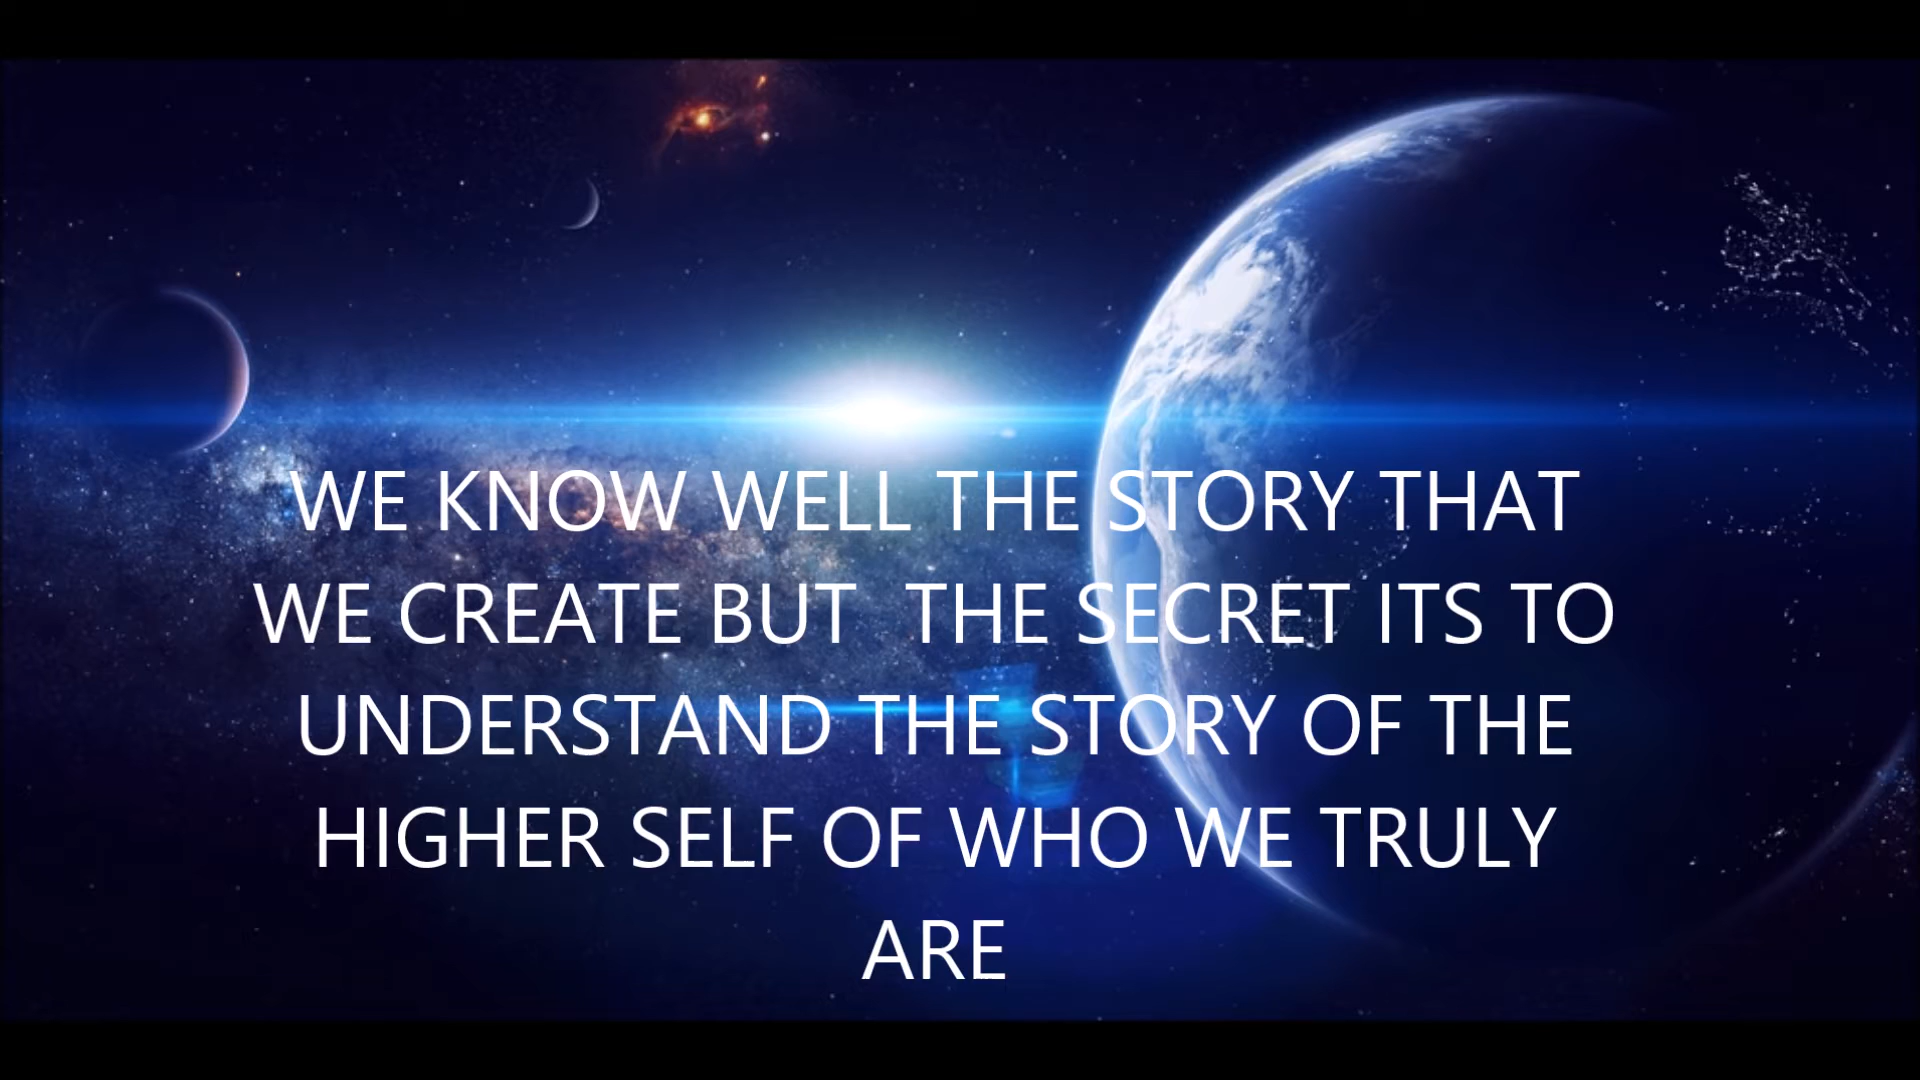 WE KNOW WELL THE STORY THAT
WE CREATE BUT  THE SECRET ITS TO
UNDERSTAND THE STORY OF THE
HIGHER SELF OF WHO WE TRULY
ARE